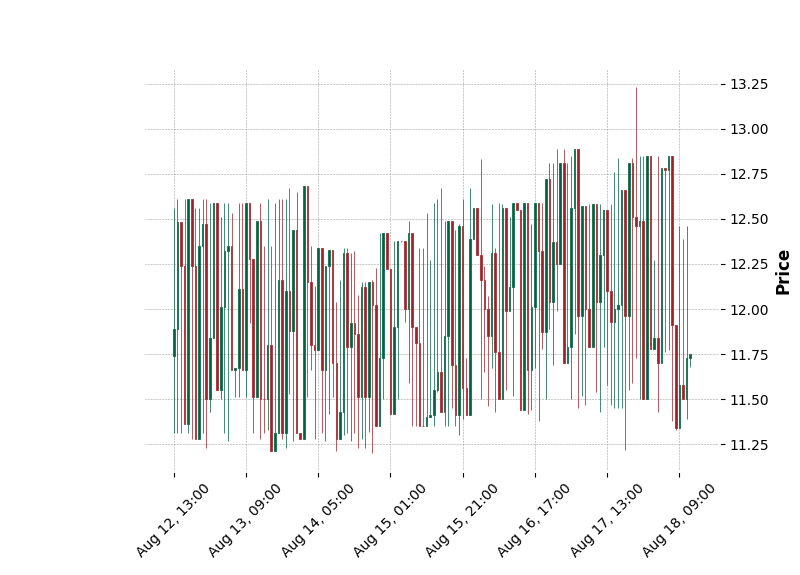 13.25
13.00
12.75
12.50
12.25
12.00
11.75
11.50
11.25
Price
Aug 12, 13:00
Aug 13, 09:00
Aug 14, 05:00
Aug 15, 01:00
Aug 15, 21:00
Aug 16, 17:00
Aug 17, 13:00
Aug 18, 09:00